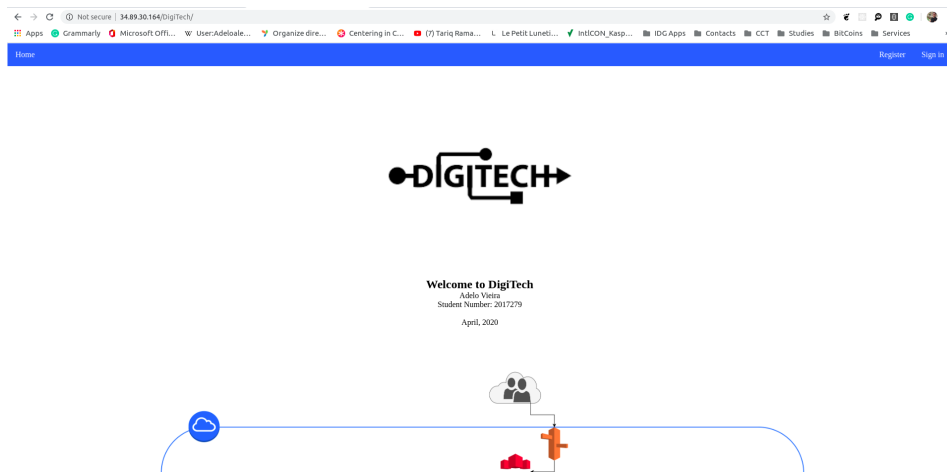 Not secure | 34.89.30.164/DigiTech/
Apps Grammarly Microsoft Offi... User:Adeloale... Organize dire... Centering in C... (7) Tariq Rama... Le Petit Luneti... IntlCON_Kasp... IDG Apps Contacts CCT Studies BitCoins Services
Home Register Sign in
DIGITECH
Welcome to DigiTech
Adelo Vieira
Student Number: 2017279
April, 2020